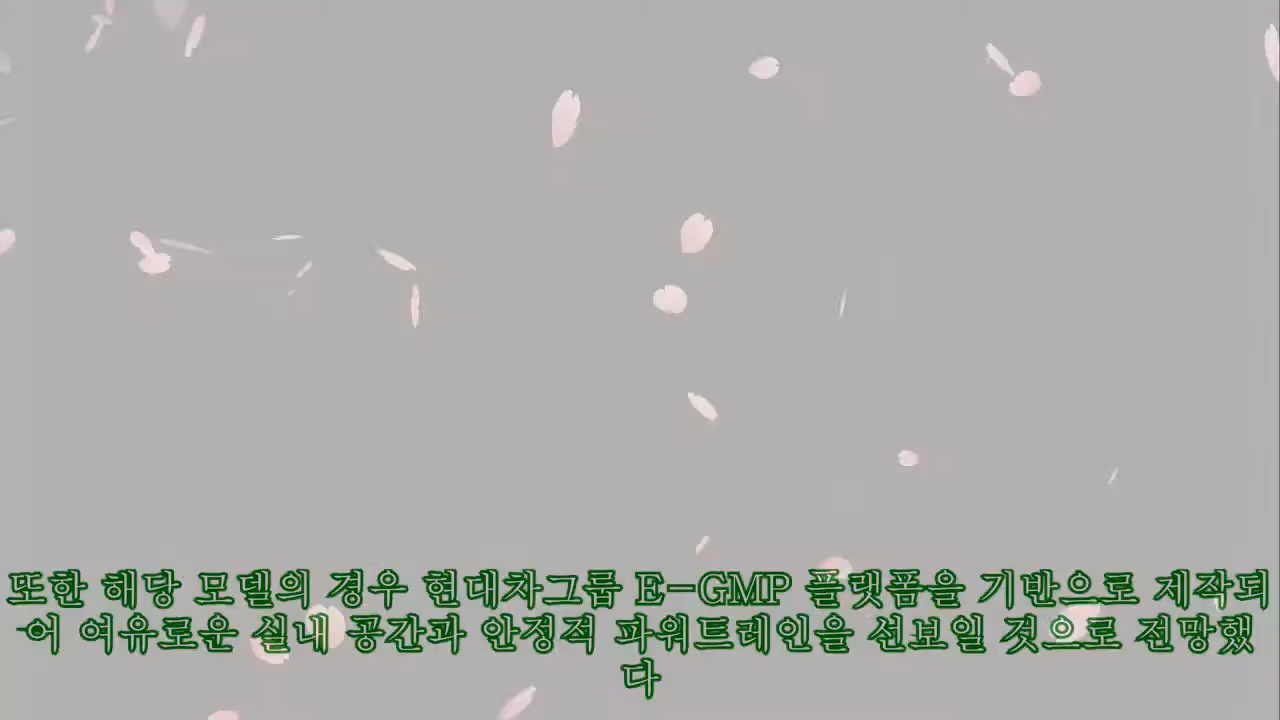 또한 해당 모델의 경우 현대차그룹 E-GMP 플랫폼을 기반으로 제작되
어 여유로운 실내 공간과 안정적 파워트레인을 선보일 것으로 전망했
다